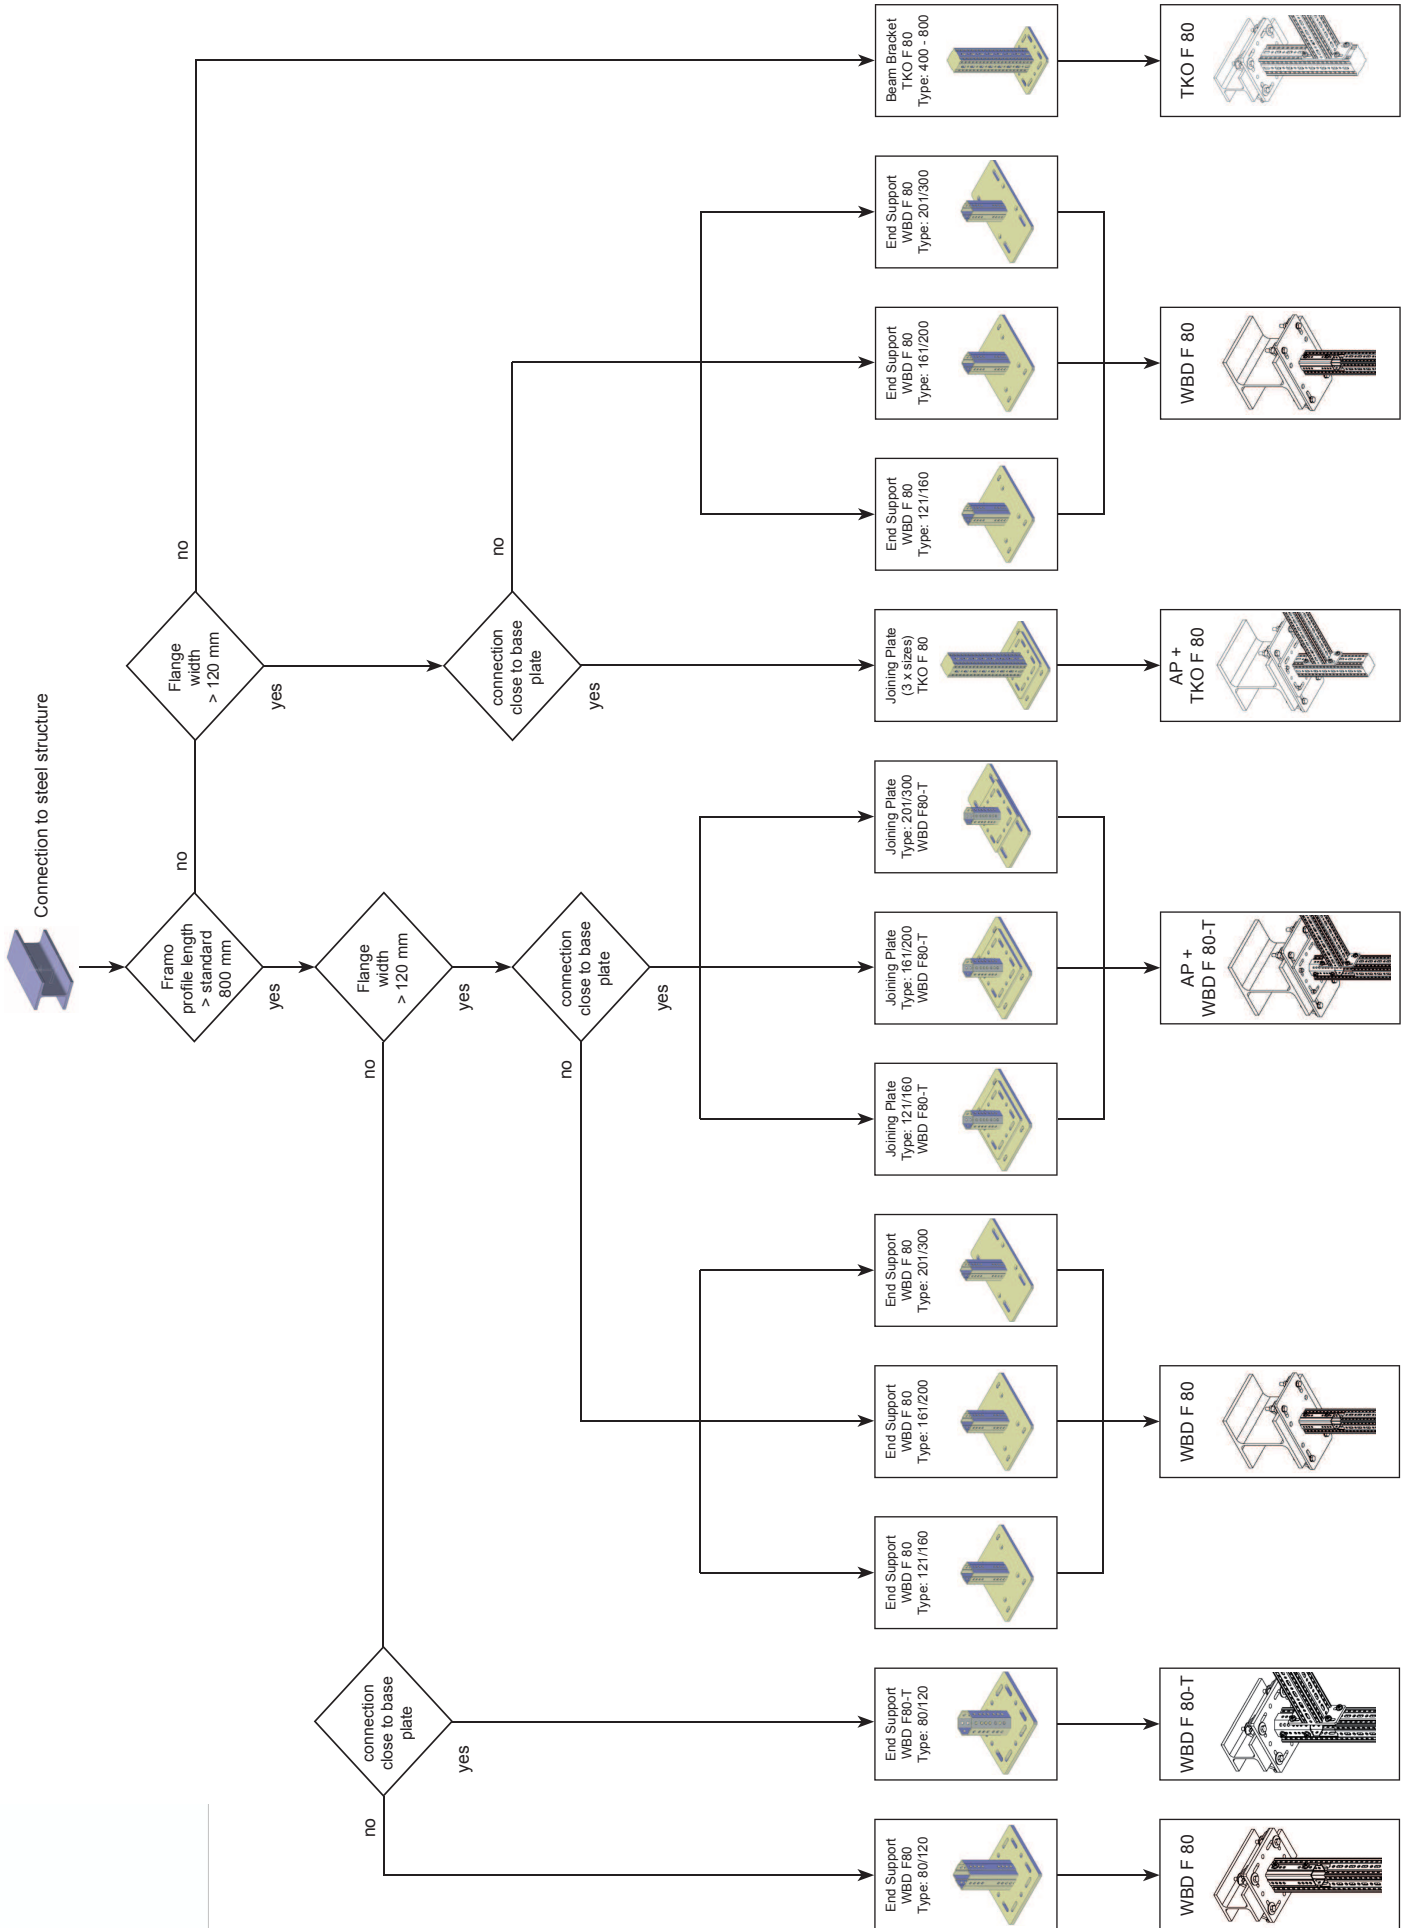 Connection to steel structure
Framo
profile length
> standard
800 mm
no
yes
Flange
width
> 120 mm
no
yes
connection
close to base
plate
no
yes
no
Flange
width
> 120 mm
yes
connection
close to base
plate
no
yes
connection
close to base
plate
no
yes
End Support
WBD F80
Type: 80/120
End Support
WBD F80-T
Type: 80/120
End Support
WBD F 80
Type: 121/160
End Support
WBD F 80
Type: 161/200
End Support
WBD F 80
Type: 201/300
Joining Plate
Type: 121/160
WBD F80-T
Joining Plate
Type: 161/200
WBD F80-T
Joining Plate
Type: 201/300
WBD F80-T
Joining Plate
(3 x sizes)
TKO F 80
End Support
WBD F 80
Type: 121/160
End Support
WBD F 80
Type: 161/200
End Support
WBD F 80
Type: 201/300
Beam Bracket
TKO F 80
Type: 400 - 800
WBD F 80
WBD F 80-T
WBD F 80
AP +
WBD F 80-T
AP +
TKO F 80
WBD F 80
TKO F 80